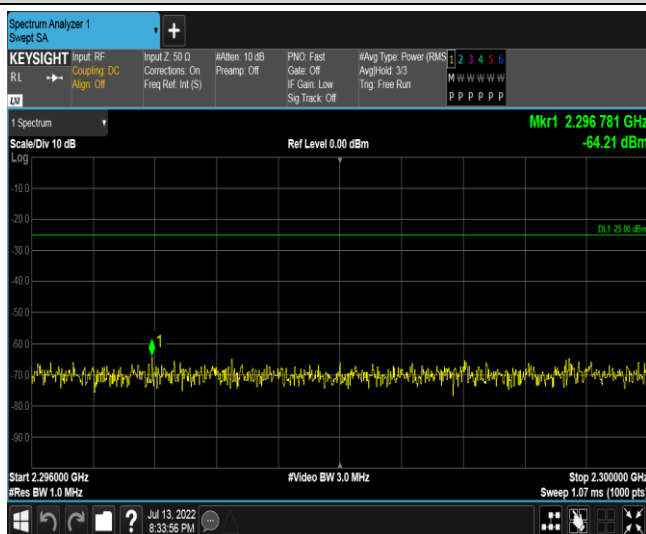 Spectrum Analyzer 1
Swept SA
+
KEYSIGHT Input: RF Input Z: 50 Ω #Atten: 10 dB PNO: Fast #Avg Type: Power (RMS 1 2 3 4 5 6
RL Coupling: DC Corrections: On Preamp: Off Gate: Off Avg|Hold: 3/3 M W W W W W
Align: Off Freq Ref: Int (S) IF Gain: Low Trig: Free Run
LXI Sig Track: Off P P P P P P
1 Spectrum Mkr1 2.296 781 GHz
Scale/Div 10 dB Ref Level 0.00 dBm -64.21 dBm
Log
-10.0
-20.0
DL1 -25.00 dBm
-30.0
-40.0
-50.0
-60.0
1
-70.0
-80.0
-90.0
Start 2.296000 GHz #Video BW 3.0 MHz Stop 2.300000 GHz
#Res BW 1.0 MHz Sweep 1.07 ms (1000 pts)
? Jul 13, 2022
8:33:56 PM